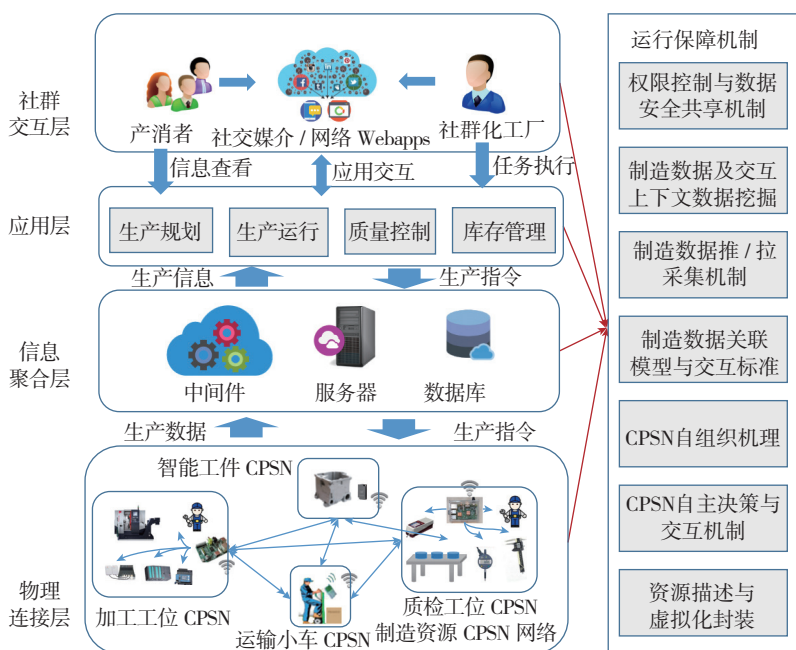 社群
交互层
产消者
社交媒介 / 网络 Webapps
社群化工厂
信息查看
应用交互
任务执行
应用层
生产规划
生产运行
质量控制
库存管理
生产信息
生产指令
信息
聚合层
中间件
服务器
数据库
生产数据
生产指令
物理
连接层
智能工件 CPSN
加工工位 CPSN
运输小车 CPSN
质检工位 CPSN
制造资源 CPSN 网络
运行保障机制
权限控制与数据
安全共享机制
制造数据及交互
上下文数据挖掘
制造数据推 / 拉
采集机制
制造数据关联
模型与交互标准
CPSN自组织机理
CPSN自主决策与
交互机制
资源描述与
虚拟化封装